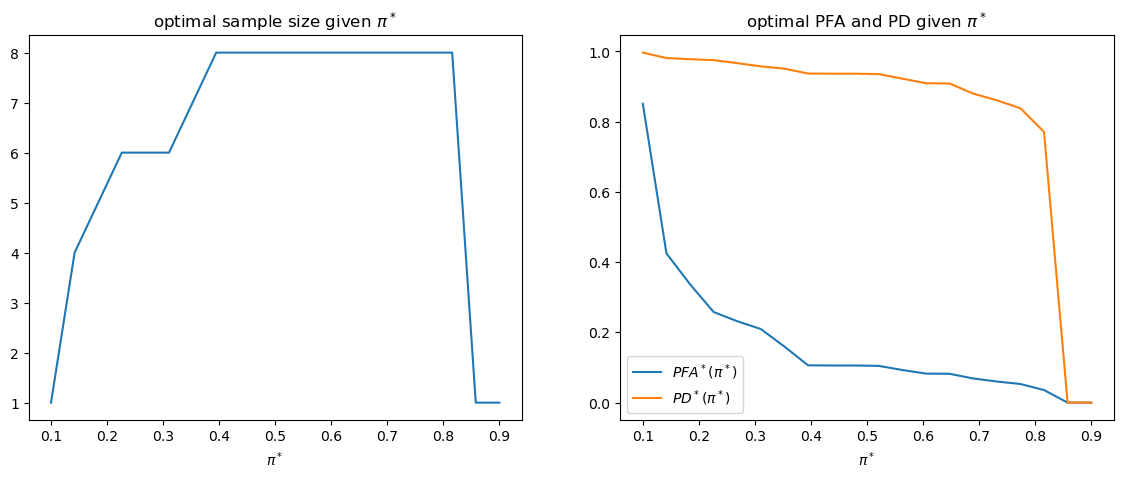 optimal sample size given π*
8
7
6
5
4
3
2
1
0.1 0.2 0.3 0.4 0.5 0.6 0.7 0.8 0.9
π*
optimal PFA and PD given π*
1.0
0.8
0.6
0.4
0.2
0.0
PFA*(π*)
PD*(π*)
0.1 0.2 0.3 0.4 0.5 0.6 0.7 0.8 0.9
π*